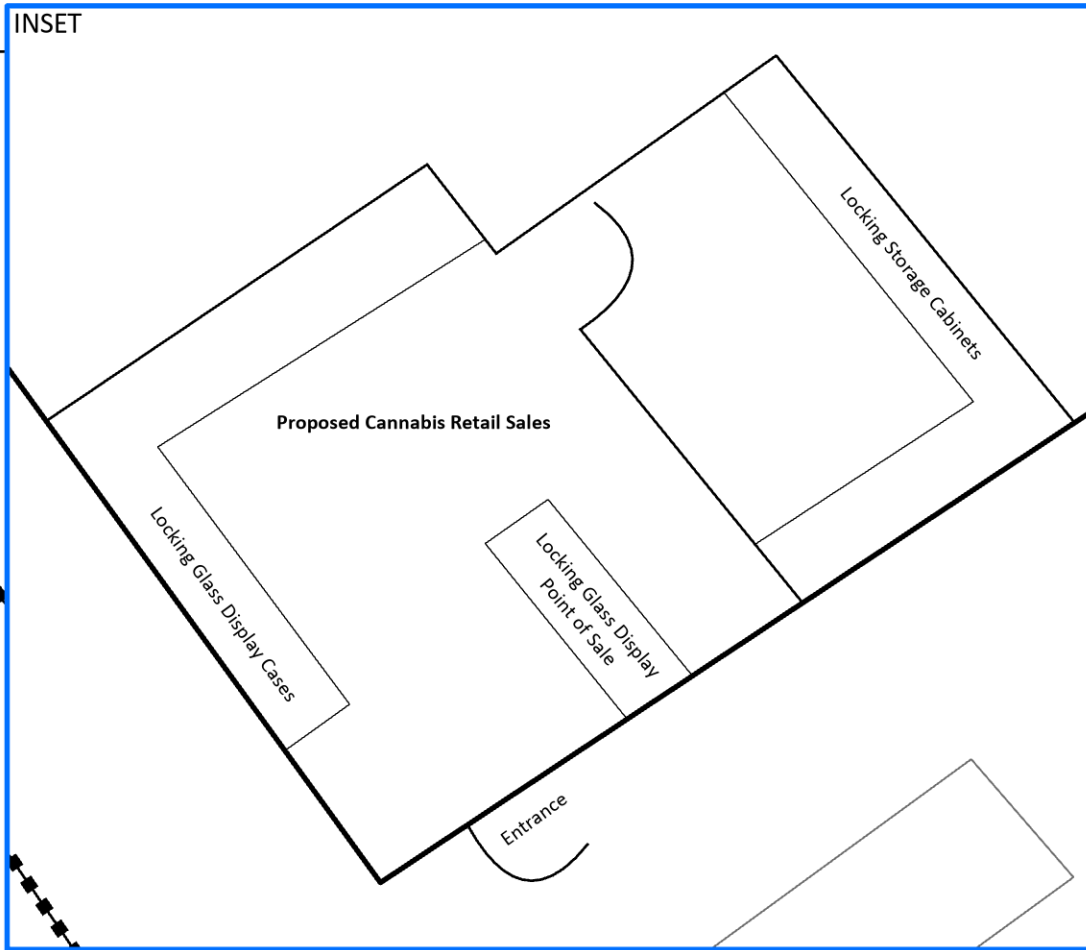 INSET
Locking Storage Cabinets
Proposed Cannabis Retail Sales
Locking Glass Display Cases
Locking Glass Display
Point of Sale
Entrance